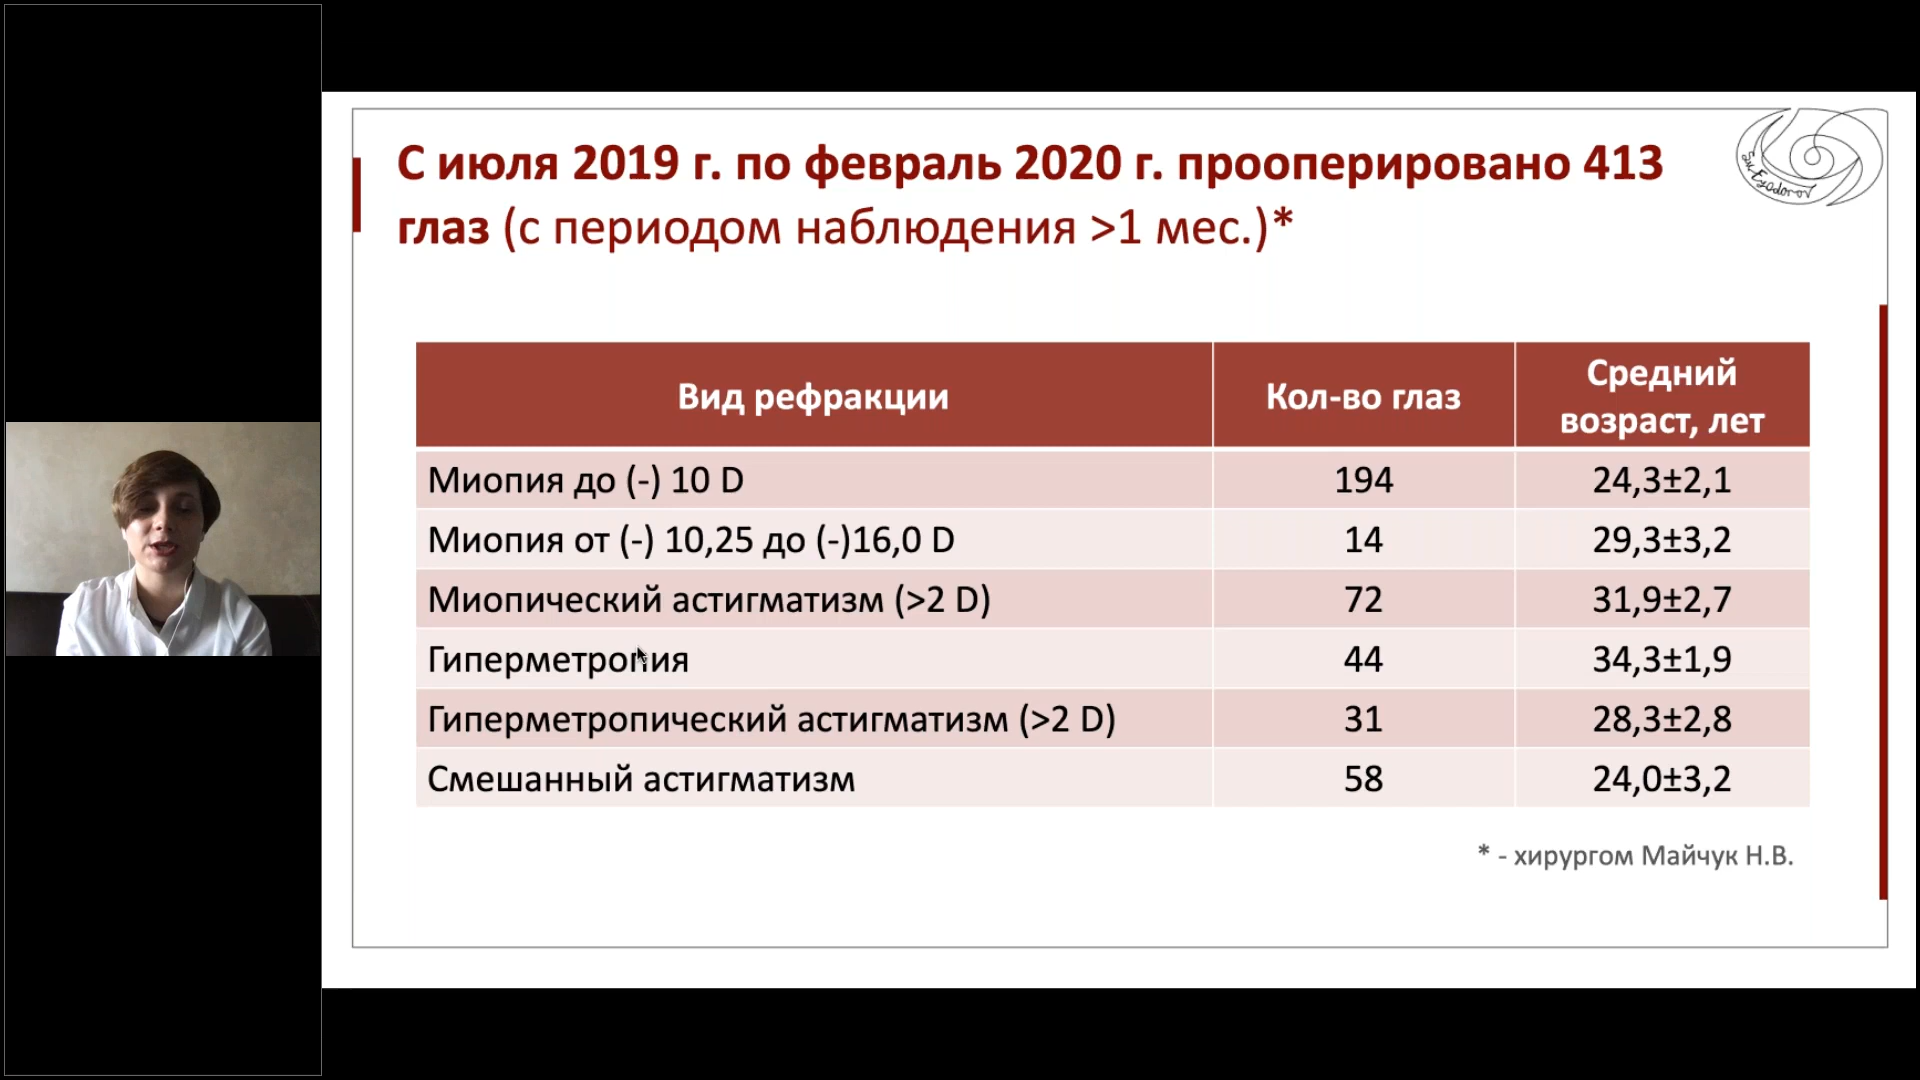 С июля 2019 г. по февраль 2020 г. прооперировано 413
глаз (с периодом наблюдения >1 мес.)*
Вид рефракции Кол-во глаз Средний возраст, лет
Миопия до (-) 10 D 194 24,3±2,1
Миопия от (-) 10,25 до (-)16,0 D 14 29,3±3,2
Миопический астигматизм (>2 D) 72 31,9±2,7
Гиперметропия 44 34,3±1,9
Гиперметропический астигматизм (>2 D) 31 28,3±2,8
Смешанный астигматизм 58 24,0±3,2
* - хирургом Майчук Н.В.